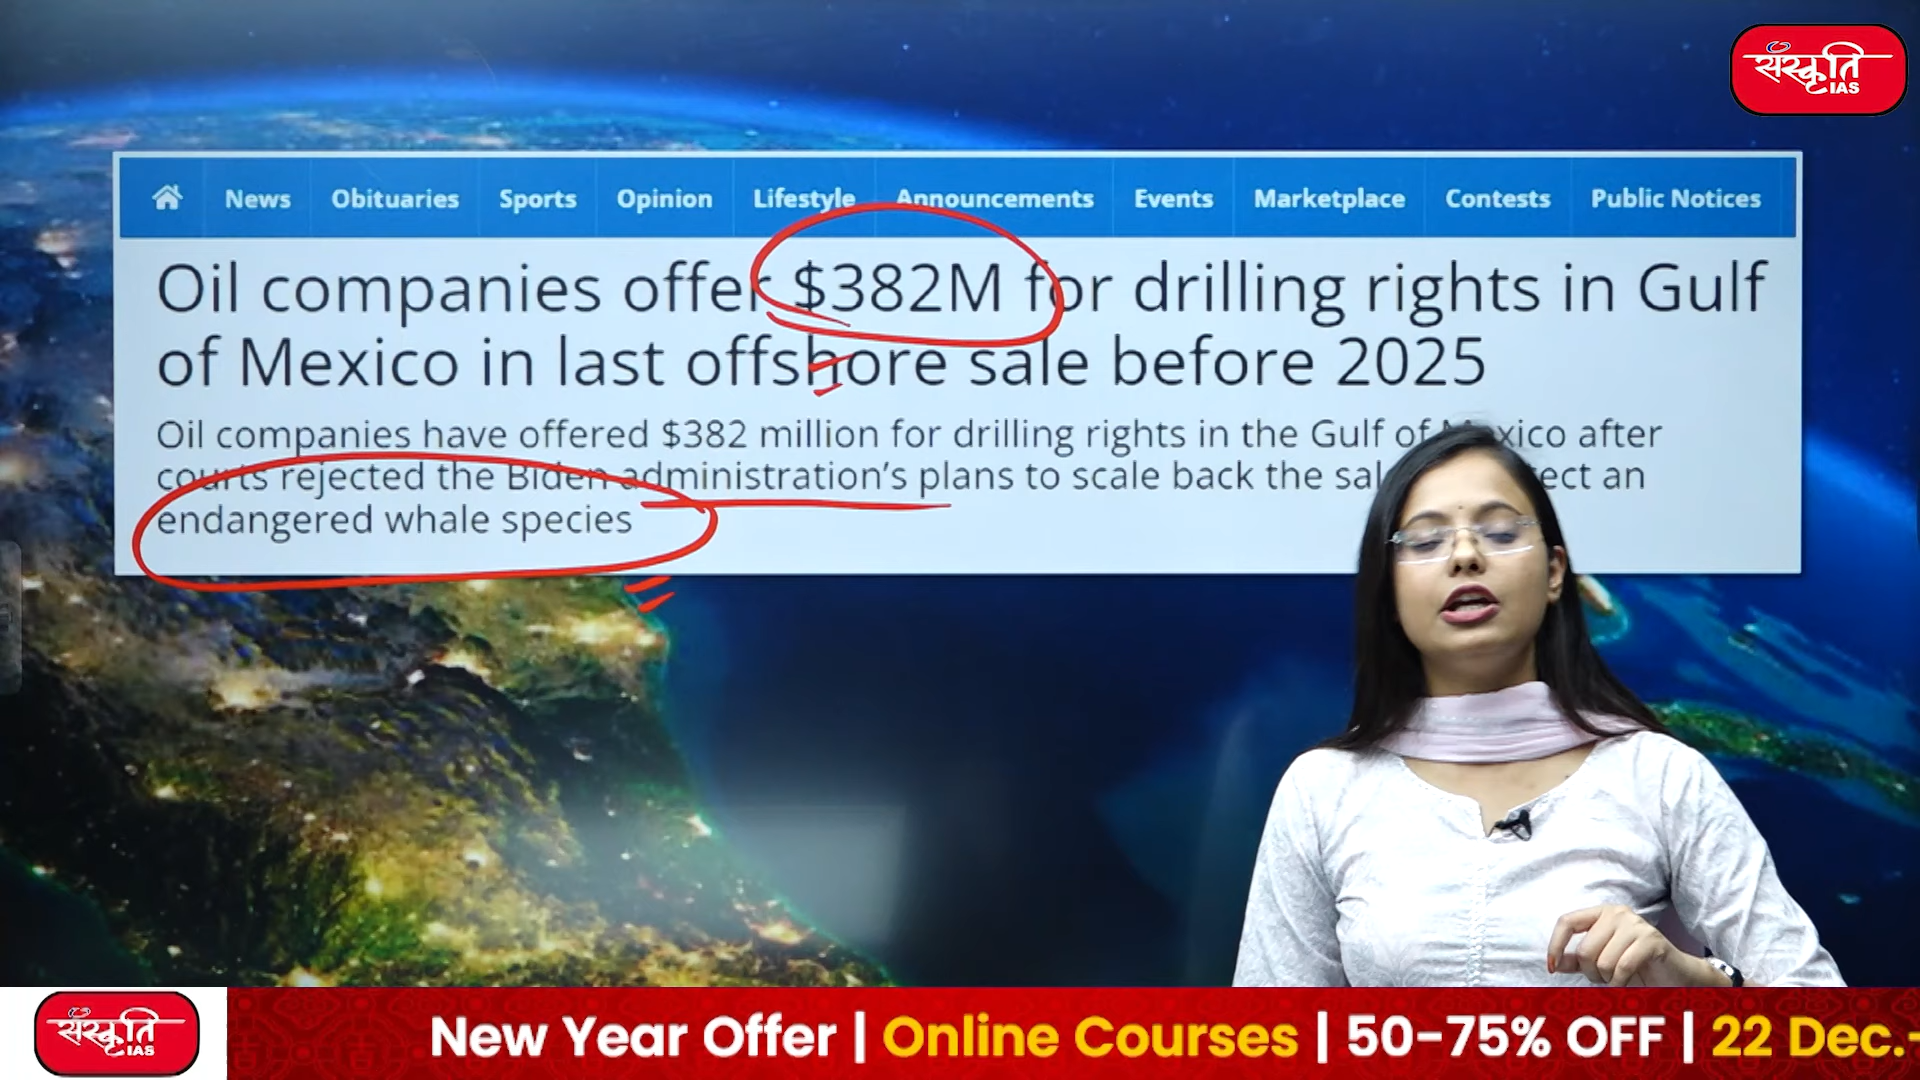 संस्कृति
IAS
News Obituaries Sports Opinion Lifestyle Announcements Events Marketplace Contests Public Notices
Oil companies offer $382M for drilling rights in Gulf
of Mexico in last offshore sale before 2025
Oil companies have offered $382 million for drilling rights in the Gulf of after
courts rejected the Biden administration's plans to scale back the an
endangered whale species
संस्कृति
IAS
New Year Offer | Online Courses | 50-75% OFF | 22 Dec.-